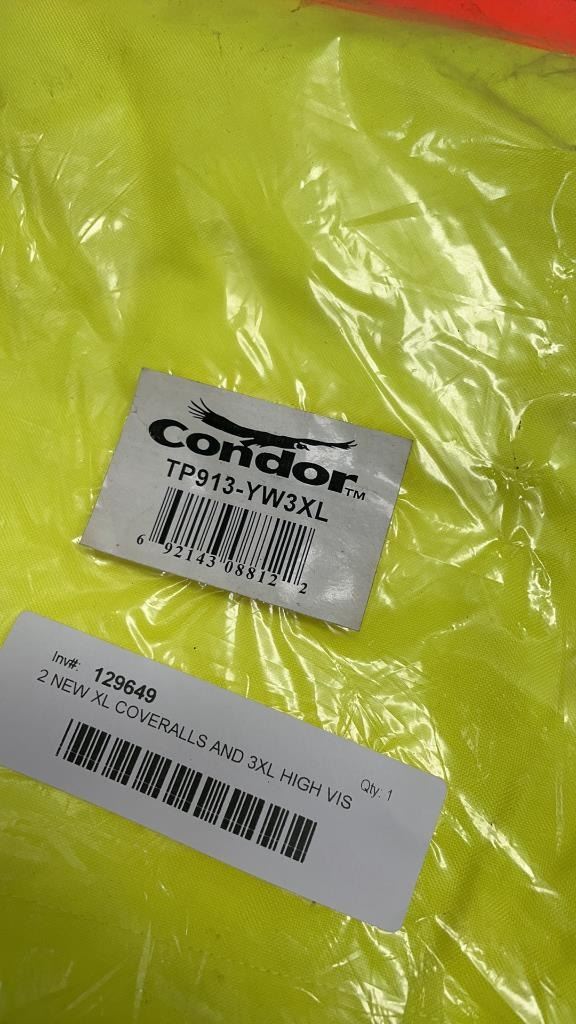 Condor™
TP913-YW3XL
6 92143 08812 2
Inv#: 129649
2 NEW XL COVERALLS AND 3XL HIGH VIS
Qty: 1